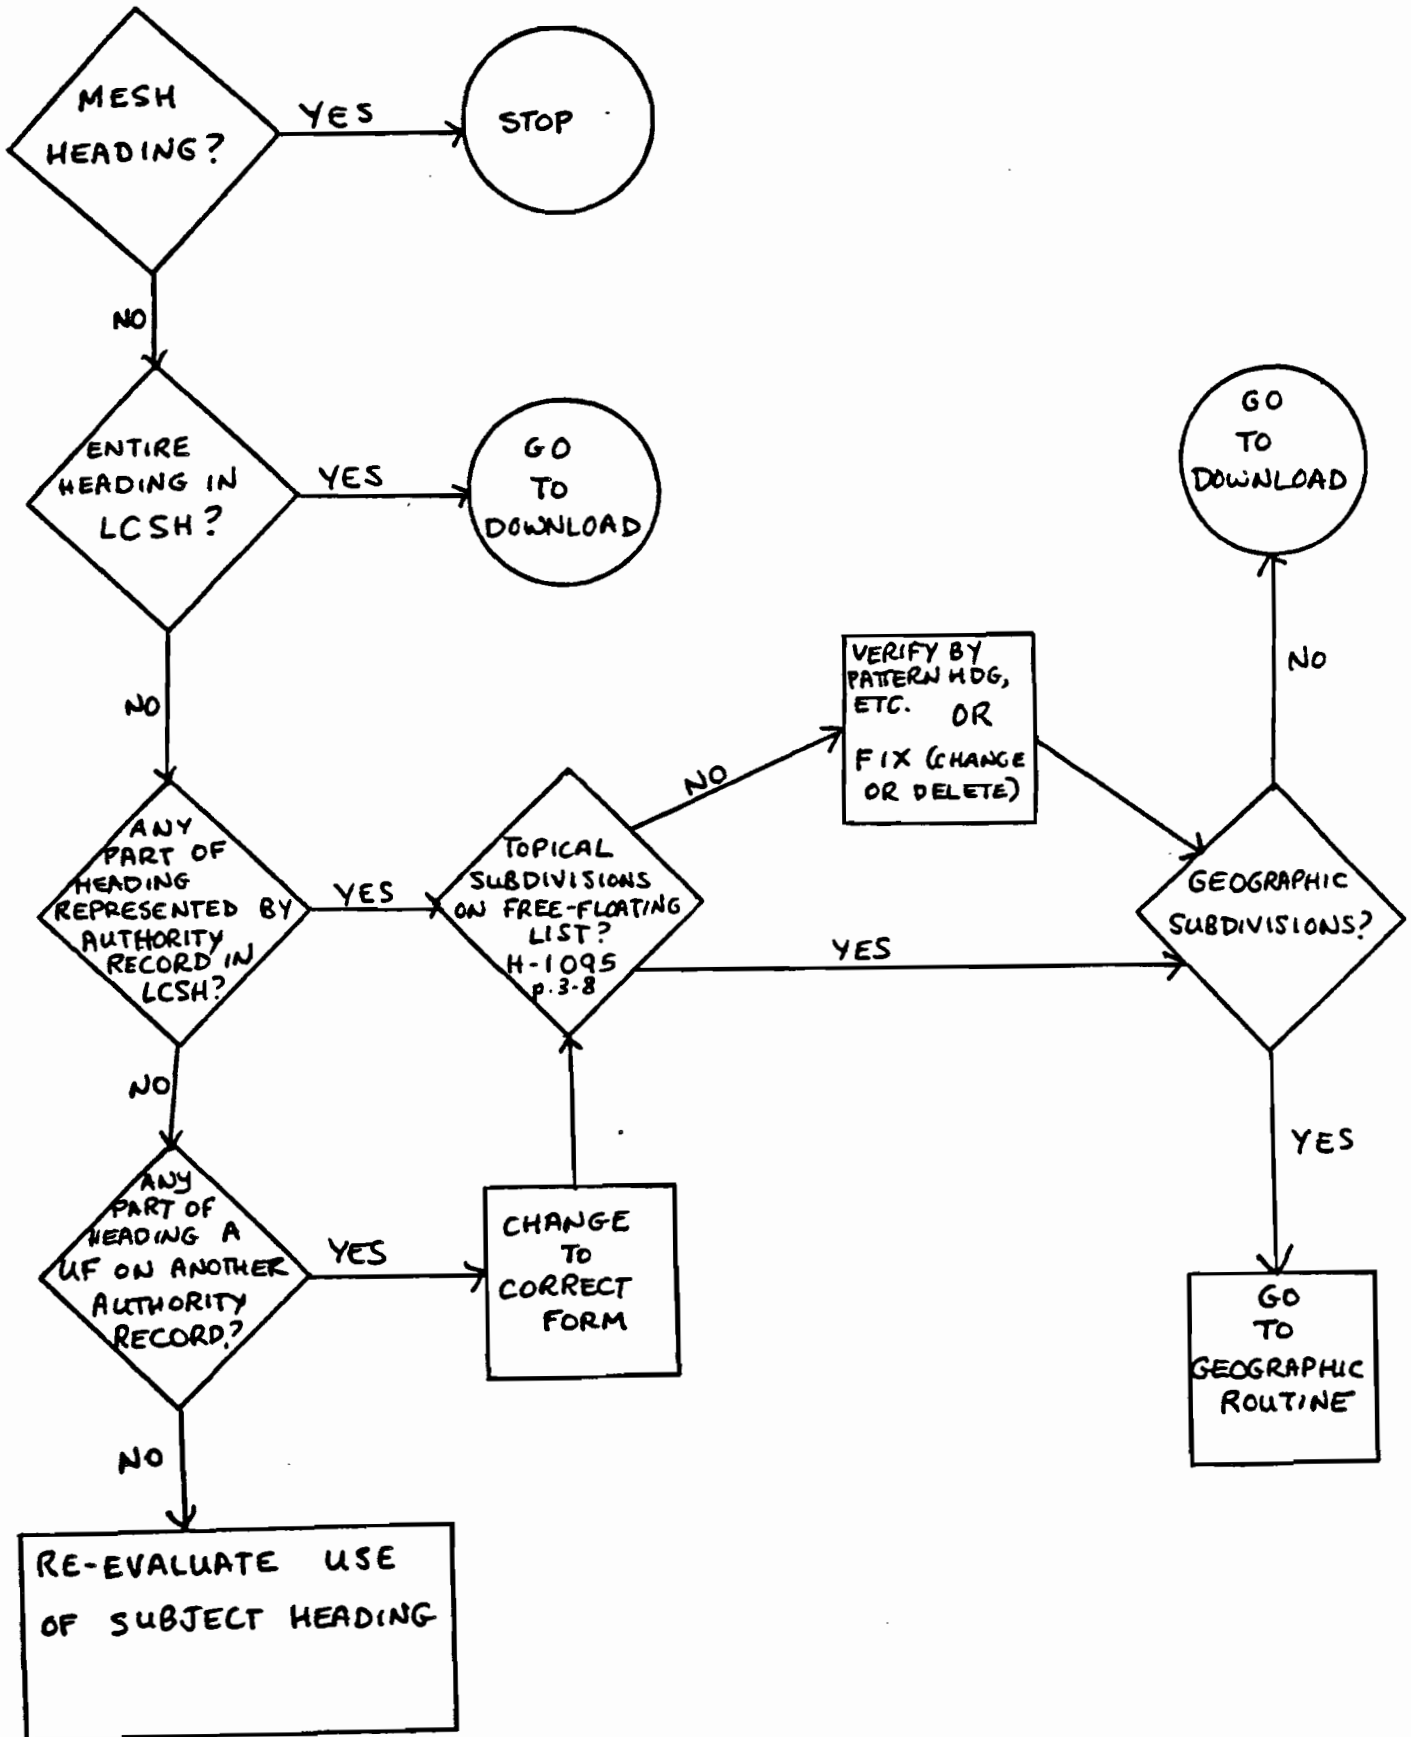 MESH
HEADING?
YES
STOP
NO
ENTIRE
HEADING IN
LCSH?
YES
GO
TO
DOWNLOAD
NO
ANY
PART OF
HEADING
REPRESENTED BY
AUTHORITY
RECORD IN
LCSH?
YES
TOPICAL
SUBDIVISIONS
ON FREE-FLOATING
LIST?
H-1095
p.3-8
NO
VERIFY BY
PATTERN HDG,
ETC. OR
FIX (CHANGE
OR DELETE)
YES
GEOGRAPHIC
SUBDIVISIONS?
NO
GO
TO
DOWNLOAD
YES
GO
TO
GEOGRAPHIC
ROUTINE
NO
ANY
PART OF
HEADING A
UF ON ANOTHER
AUTHORITY
RECORD?
YES
CHANGE
TO
CORRECT
FORM
NO
RE-EVALUATE USE
OF SUBJECT HEADING